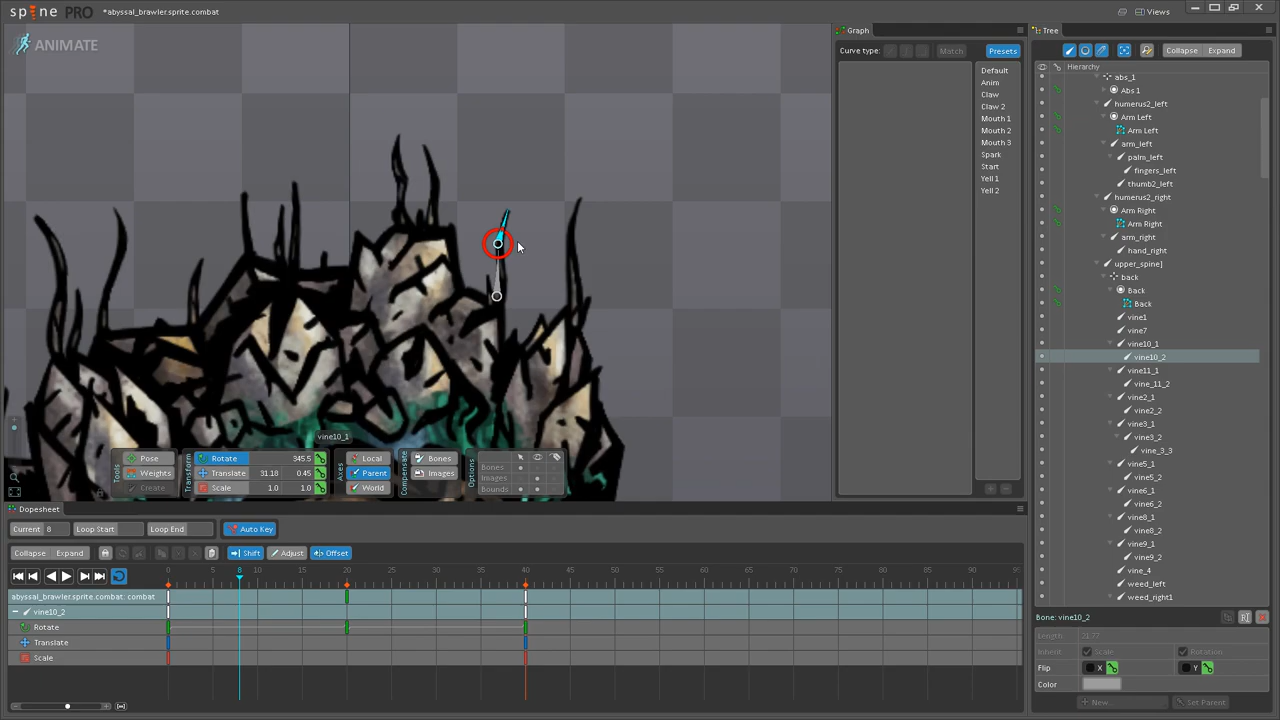 spine PRO *abyssal_brawler.sprite.combat Views
ANIMATE
Graph
Curve type: Match Presets
Default
Anim
Claw
Claw 2
Mouth 1
Mouth 2
Mouth 3
Spark
Start
Yell 1
Yell 2
Tree
Collapse Expand
Hierarchy
abs_1
Abs 1
humerus2_left
Arm Left
Arm Left
arm_left
palm_left
fingers_left
thumb2_left
humerus2_right
Arm Right
Arm Right
arm_right
hand_right
upper_spine]
back
Back
Back
vine1
vine7
vine10_1
vine10_2
vine11_1
vine_11_2
vine2_1
vine2_2
vine3_1
vine3_2
vine_3_3
vine5_1
vine5_2
vine6_1
vine6_2
vine8_1
vine8_2
vine9_1
vine9_2
vine_4
weed_left
weed_right1
Bone: vine10_2
Length 31.77
Inherit Scale Rotation
Flip X Y
Color
New... Set Parent
vine10_1
Tools Pose Weights Create
Transform Rotate 345.5
Translate 31.18 0.45
Scale 1.0 1.0
Axes Local Parent World
Compensate Bones Images
Options Bones Images Bounds
Dopesheet
Current 8 Loop Start Loop End Auto Key
Collapse Expand Shift Adjust Offset
0 5 8 10 15 20 25 30 35 40 45 50 55 60 65 70 75 80 85 90 95
abyssal_brawler.sprite.combat: combat
vine10_2
Rotate
Translate
Scale